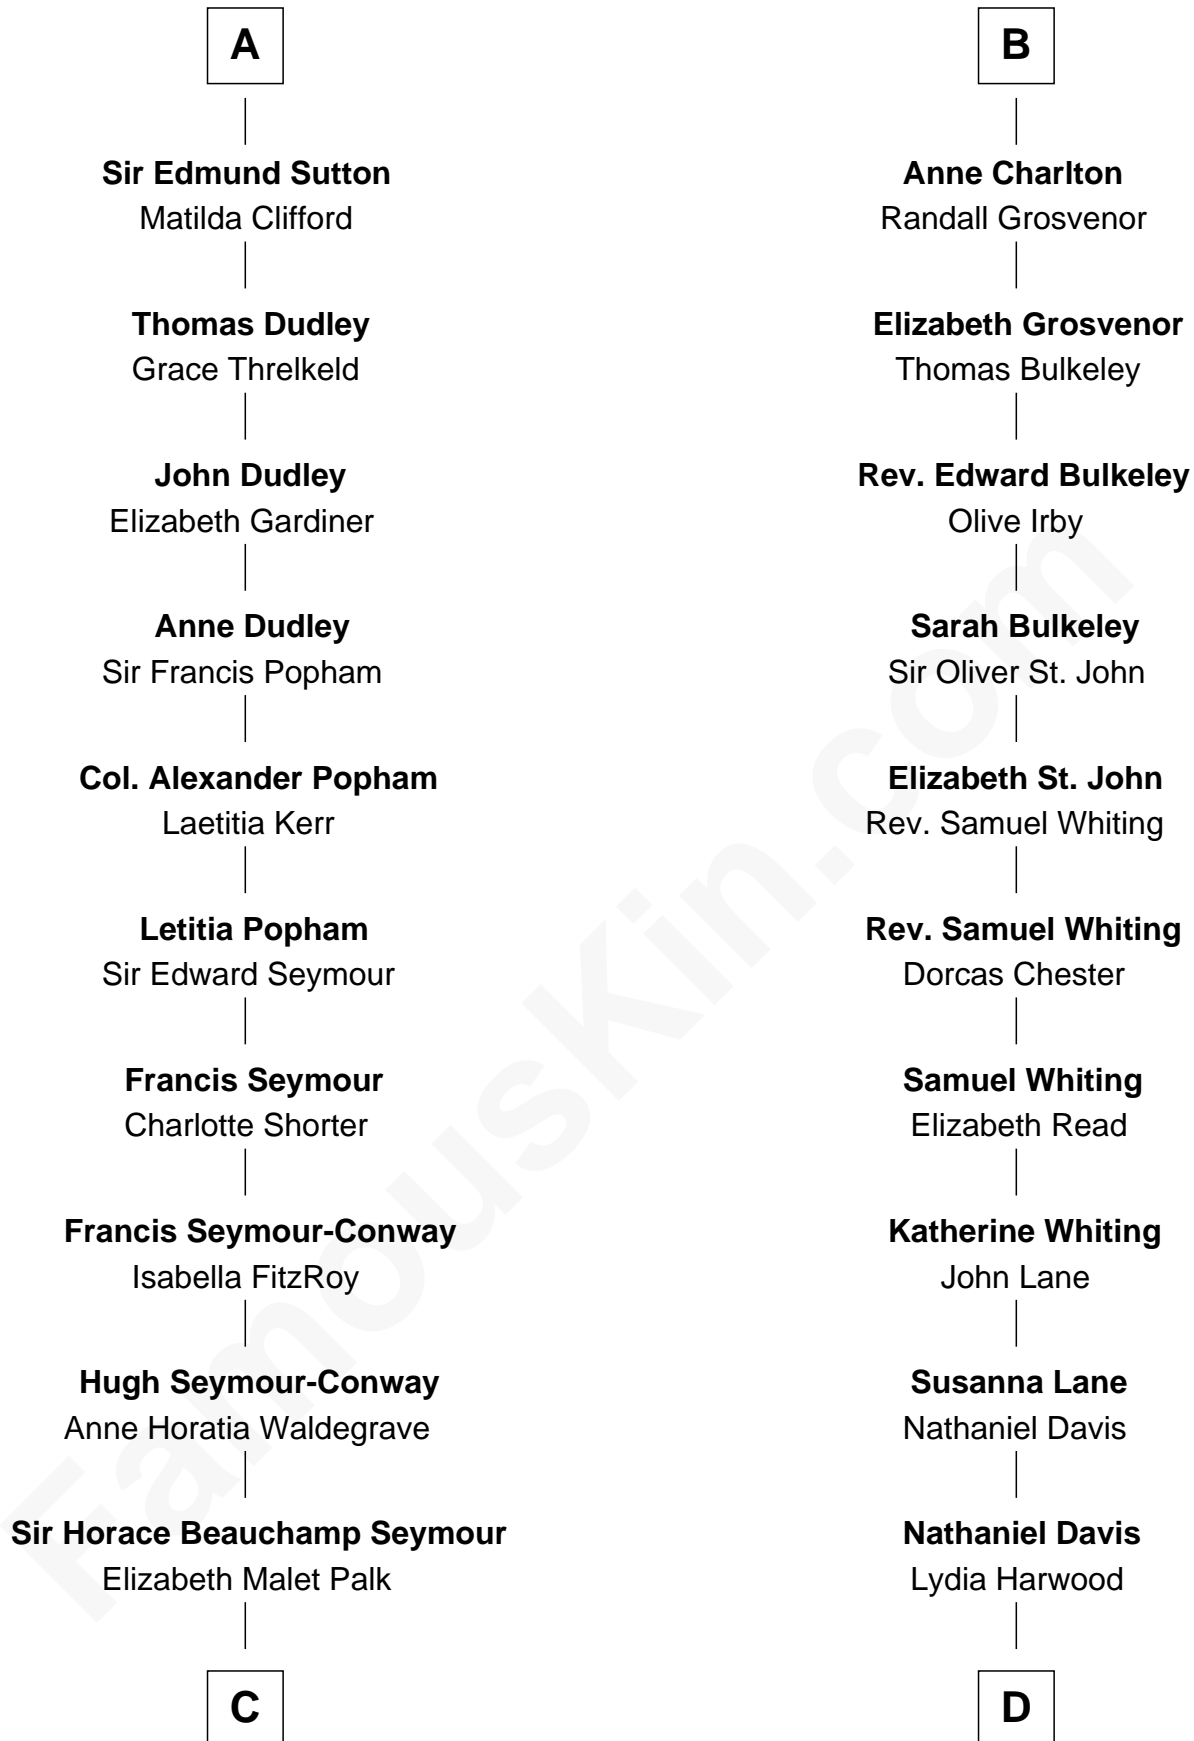 A
Sir Edmund Sutton
Matilda Clifford
Thomas Dudley
Grace Threlkeld
John Dudley
Elizabeth Gardiner
Anne Dudley
Sir Francis Popham
Col. Alexander Popham
Laetitia Kerr
Letitia Popham
Sir Edward Seymour
Francis Seymour
Charlotte Shorter
Francis Seymour-Conway
Isabella FitzRoy
Hugh Seymour-Conway
Anne Horatia Waldegrave
Sir Horace Beauchamp Seymour
Elizabeth Malet Palk
C
B
Anne Charlton
Randall Grosvenor
Elizabeth Grosvenor
Thomas Bulkeley
Rev. Edward Bulkeley
Olive Irby
Sarah Bulkeley
Sir Oliver St. John
Elizabeth St. John
Rev. Samuel Whiting
Rev. Samuel Whiting
Dorcas Chester
Samuel Whiting
Elizabeth Read
Katherine Whiting
John Lane
Susanna Lane
Nathaniel Davis
Nathaniel Davis
Lydia Harwood
D
FamousKin.com